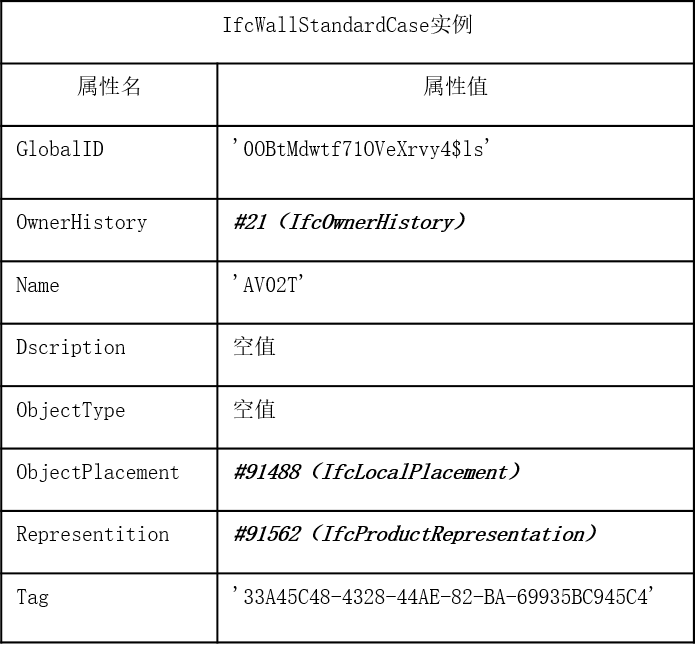 IfcWallStandardCase实例
属性名 属性值
GlobalID '0OBtMdwtf71OVeXrvy4$ls'
OwnerHistory #21（IfcOwnerHistory）
Name 'AV02T'
Dscription 空值
ObjectType 空值
ObjectPlacement #91488（IfcLocalPlacement）
Representition #91562（IfcProductRepresentation）
Tag '33A45C48-4328-44AE-82-BA-69935BC945C4'